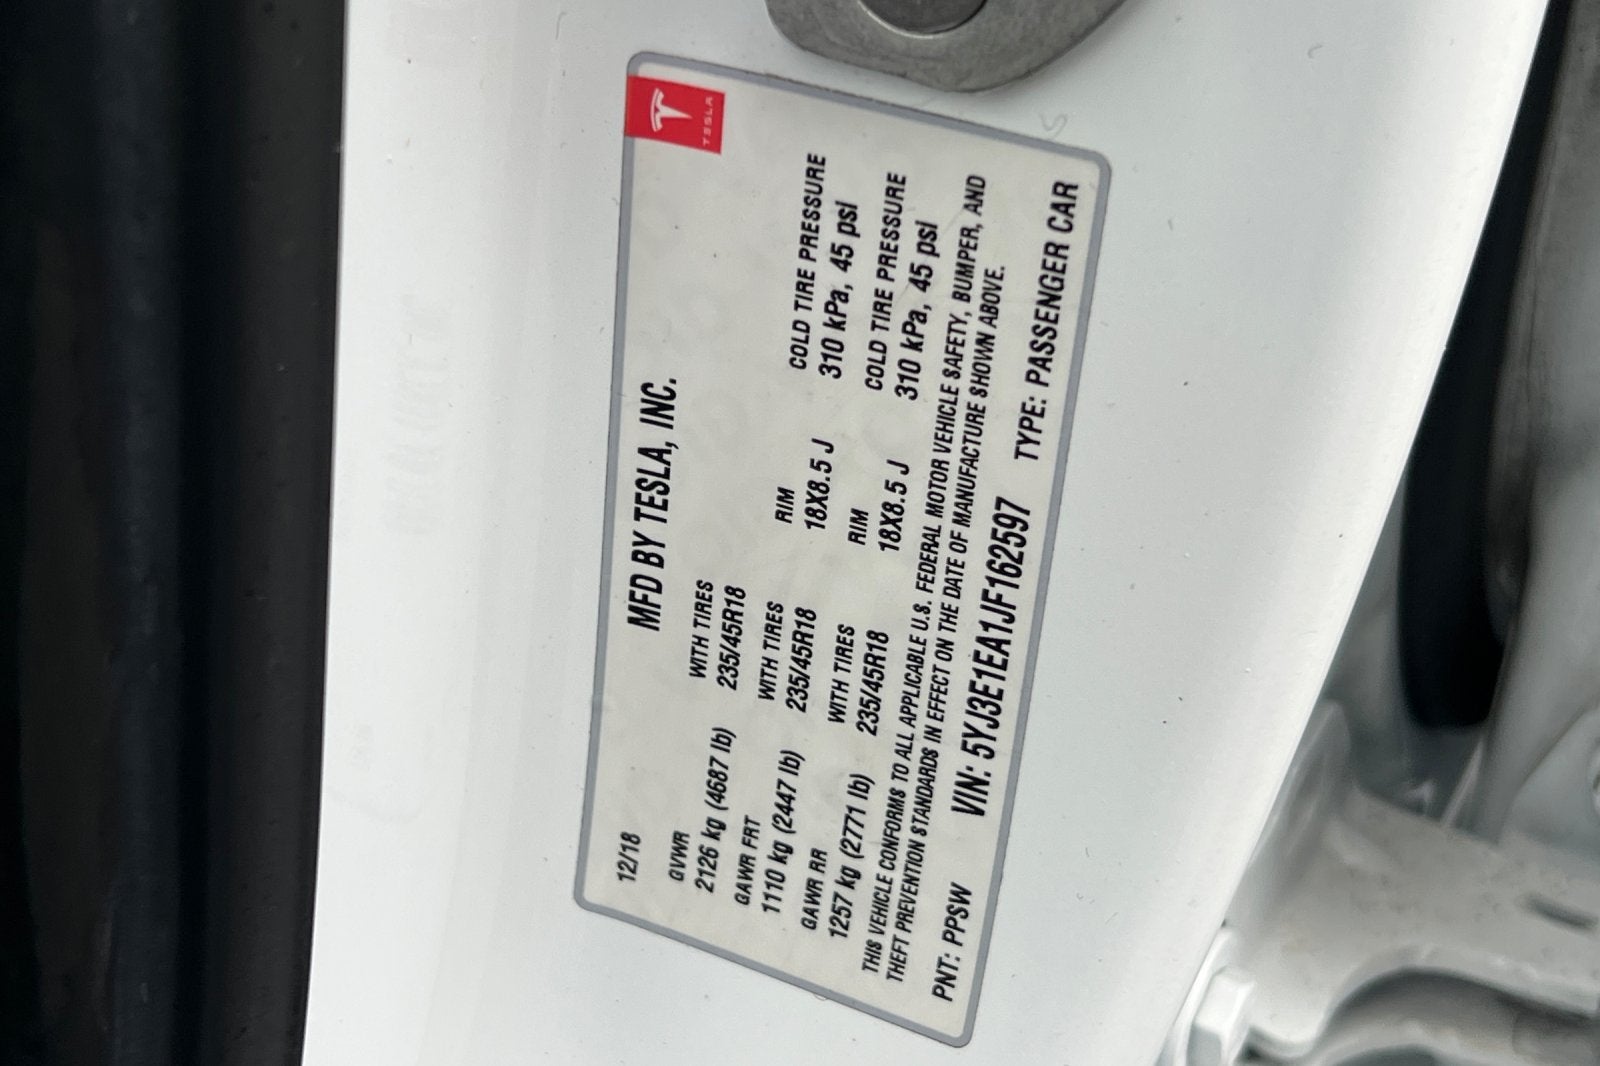 TESLA
12/18 MFD BY TESLA, INC.
GVWR WITH TIRES
2126 kg (4687 lb) 235/45R18
GAWR FRT WITH TIRES RIM COLD TIRE PRESSURE
1110 kg (2447 lb) 235/45R18 18X8.5 J 310 kPa, 45 psi
GAWR RR WITH TIRES RIM COLD TIRE PRESSURE
1257 kg (2771 lb) 235/45R18 18X8.5 J 310 kPa, 45 psi
THIS VEHICLE CONFORMS TO ALL APPLICABLE U.S. FEDERAL MOTOR VEHICLE SAFETY, BUMPER, AND
THEFT PREVENTION STANDARDS IN EFFECT ON THE DATE OF MANUFACTURE SHOWN ABOVE.
PNT: PPSW VIN: 5YJ3E1EA1JF162597 TYPE: PASSENGER CAR